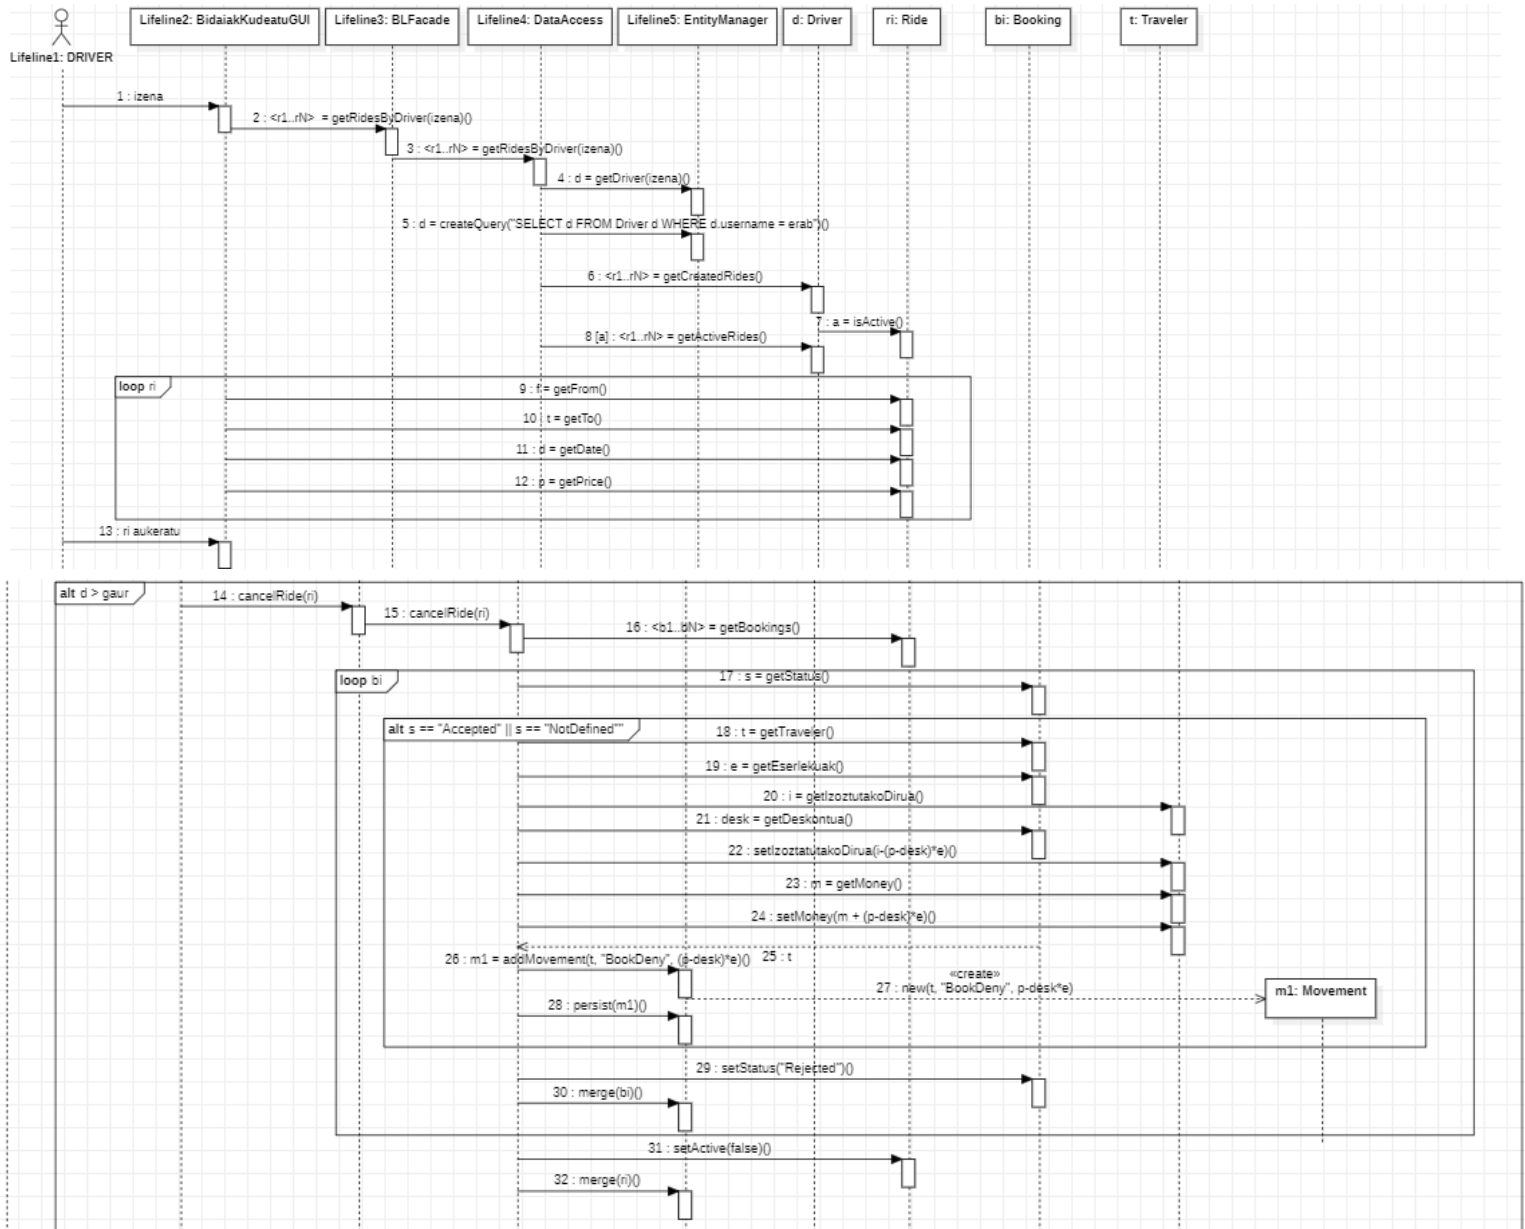 Lifeline1: DRIVER
Lifeline2: BidaiakKudeatuGUI
Lifeline3: BLFacade
Lifeline4: DataAccess
Lifeline5: EntityManager
d: Driver
ri: Ride
bi: Booking
t: Traveler
1 : izena
2 : <r1..rN> = getRidesByDriver(izena)()
3 : <r1..rN> = getRidesByDriver(izena)()
4 : d = getDriver(izena)()
5 : d = createQuery("SELECT d FROM Driver d WHERE d.username = erab")()
6 : <r1..rN> = getCreatedRides()
7 : a = isActive()
8 [a] : <r1..rN> = getActiveRides()
loop ri
9 : f = getFrom()
10 : t = getTo()
11 : d = getDate()
12 : p = getPrice()
13 : ri aukeratu
alt d > gaur
14 : cancelRide(ri)
15 : cancelRide(ri)
16 : <b1..bN> = getBookings()
loop bi
17 : s = getStatus()
alt s == "Accepted" || s == "NotDefined""
18 : t = getTraveler()
19 : e = getEserlekuak()
20 : i = getIzoztutakoDirua()
21 : desk = getDeskontua()
22 : setIzoztatutakoDirua(i-(p-desk)*e)()
23 : m = getMoney()
24 : setMoney(m + (p-desk)*e)()
25 : t
26 : m1 = addMovement(t, "BookDeny", (p-desk)*e)()
«create»
27 : new(t, "BookDeny", p-desk*e)
m1: Movement
28 : persist(m1)()
29 : setStatus("Rejected")()
30 : merge(bi)()
31 : setActive(false)()
32 : merge(ri)()